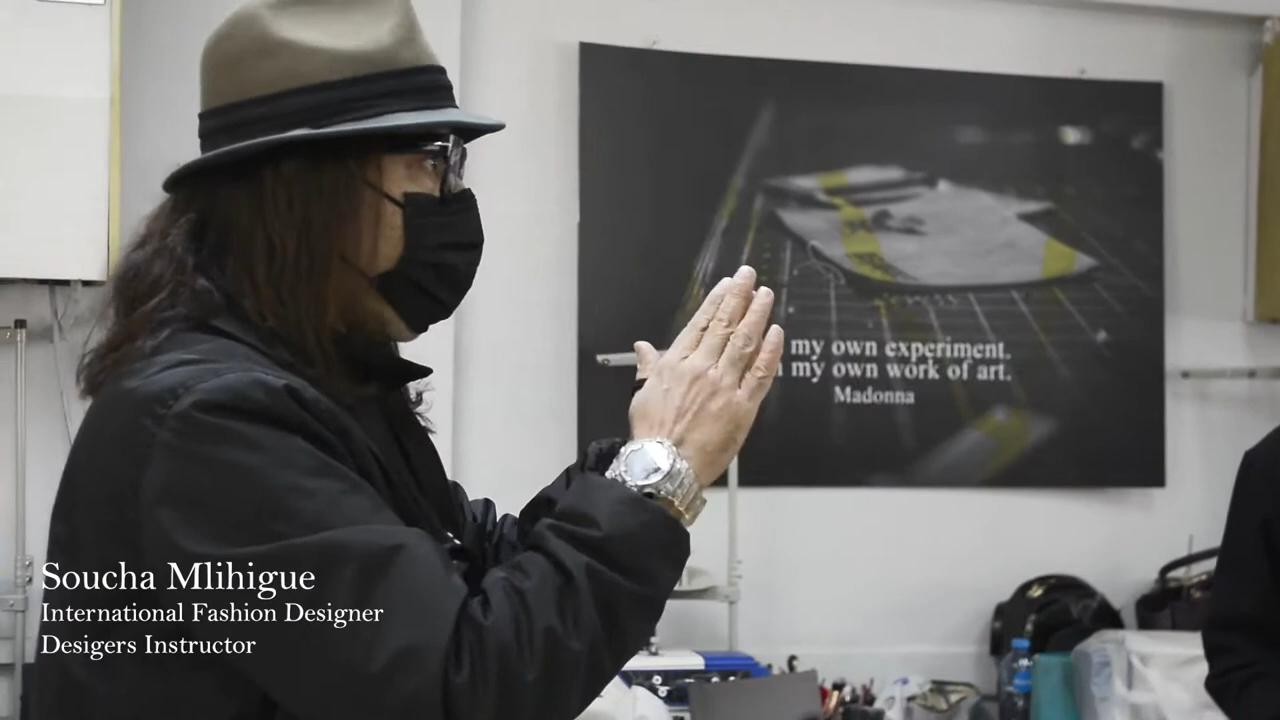 my own experiment.
my own work of art.
Madonna
Soucha Mlihigue
International Fashion Designer
Desigers Instructor